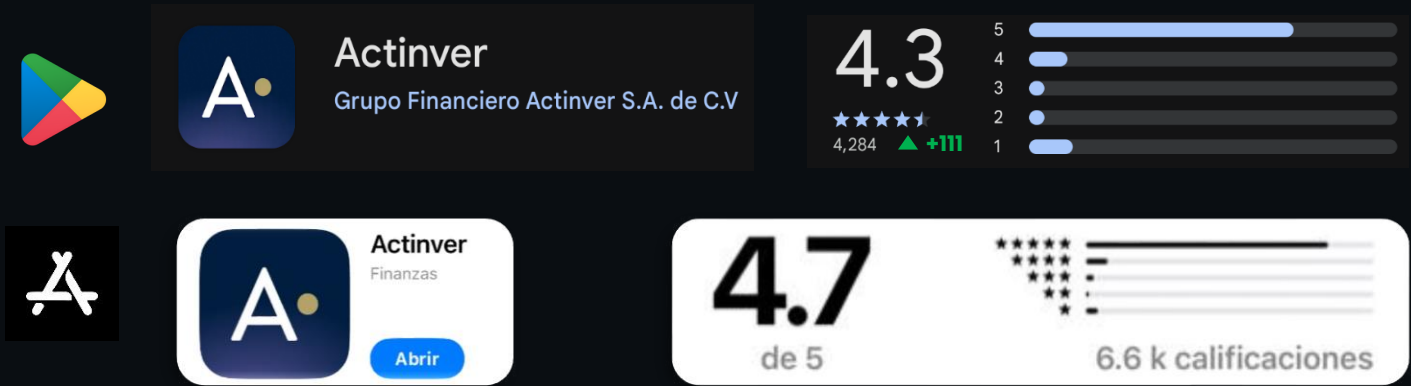 Actinver
Grupo Financiero Actinver S.A. de C.V
4.3
4,284 ▲ +111
5
4
3
2
1
Actinver
Finanzas
Abrir
4.7
de 5
6.6 k calificaciones